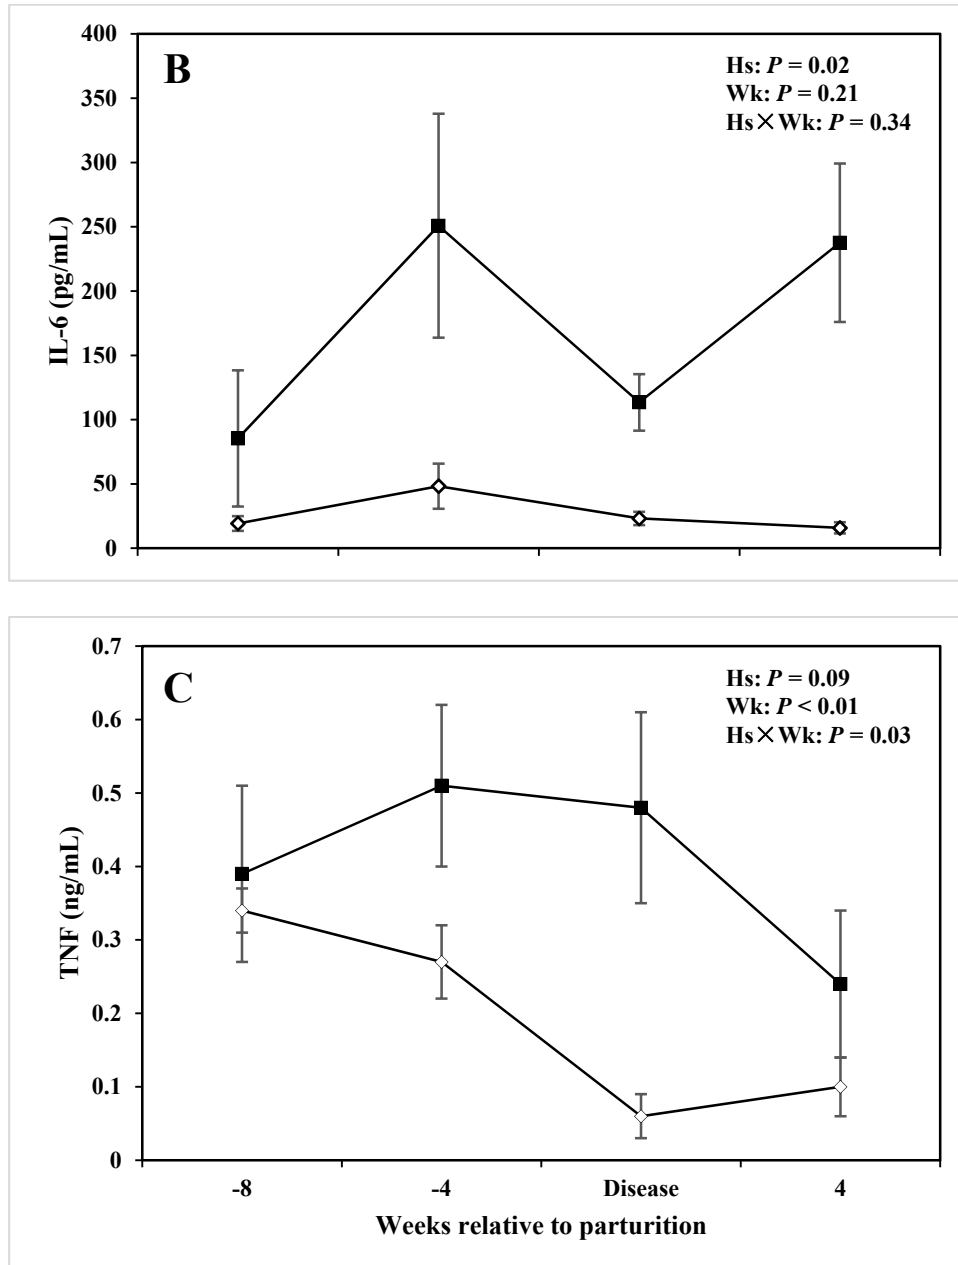 B
Hs: P = 0.02
Wk: P = 0.21
Hs×Wk: P = 0.34
400
350
300
250
200
150
100
50
0
IL-6 (pg/mL)
C
Hs: P = 0.09
Wk: P < 0.01
Hs×Wk: P = 0.03
0.7
0.6
0.5
0.4
0.3
0.2
0.1
0
TNF (ng/mL)
-8 -4 Disease 4
Weeks relative to parturition